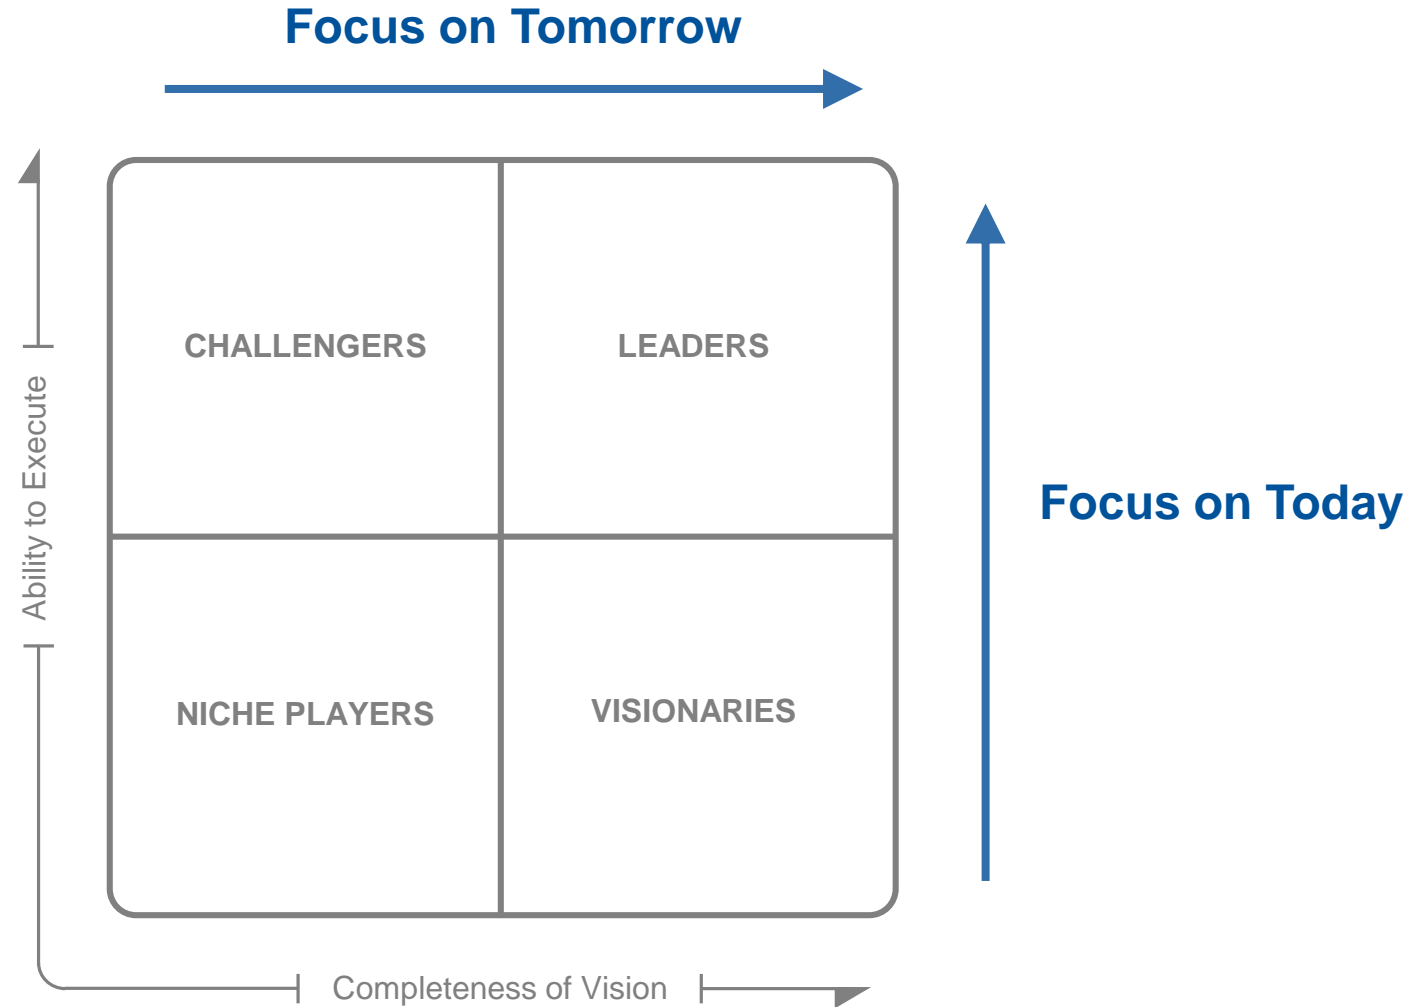 Focus on Tomorrow
CHALLENGERS
LEADERS
Ability to Execute
Focus on Today
NICHE PLAYERS
VISIONARIES
Completeness of Vision